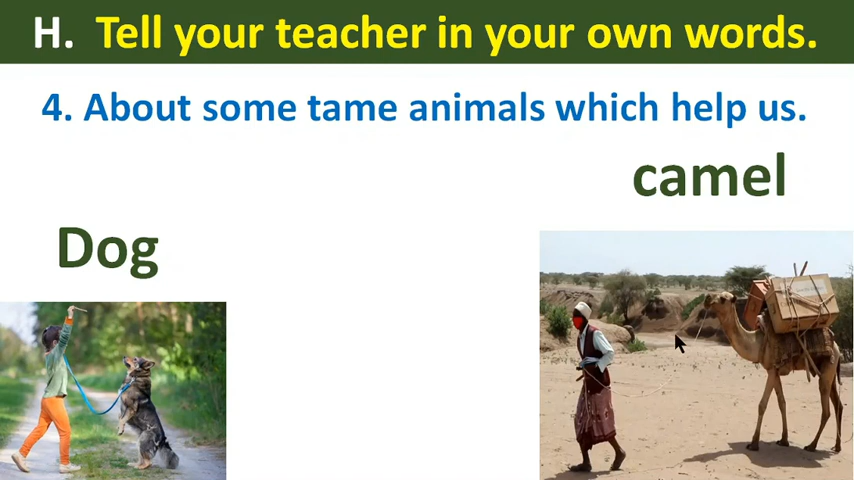 H. Tell your teacher in your own words.
4. About some tame animals which help us.
camel
Dog